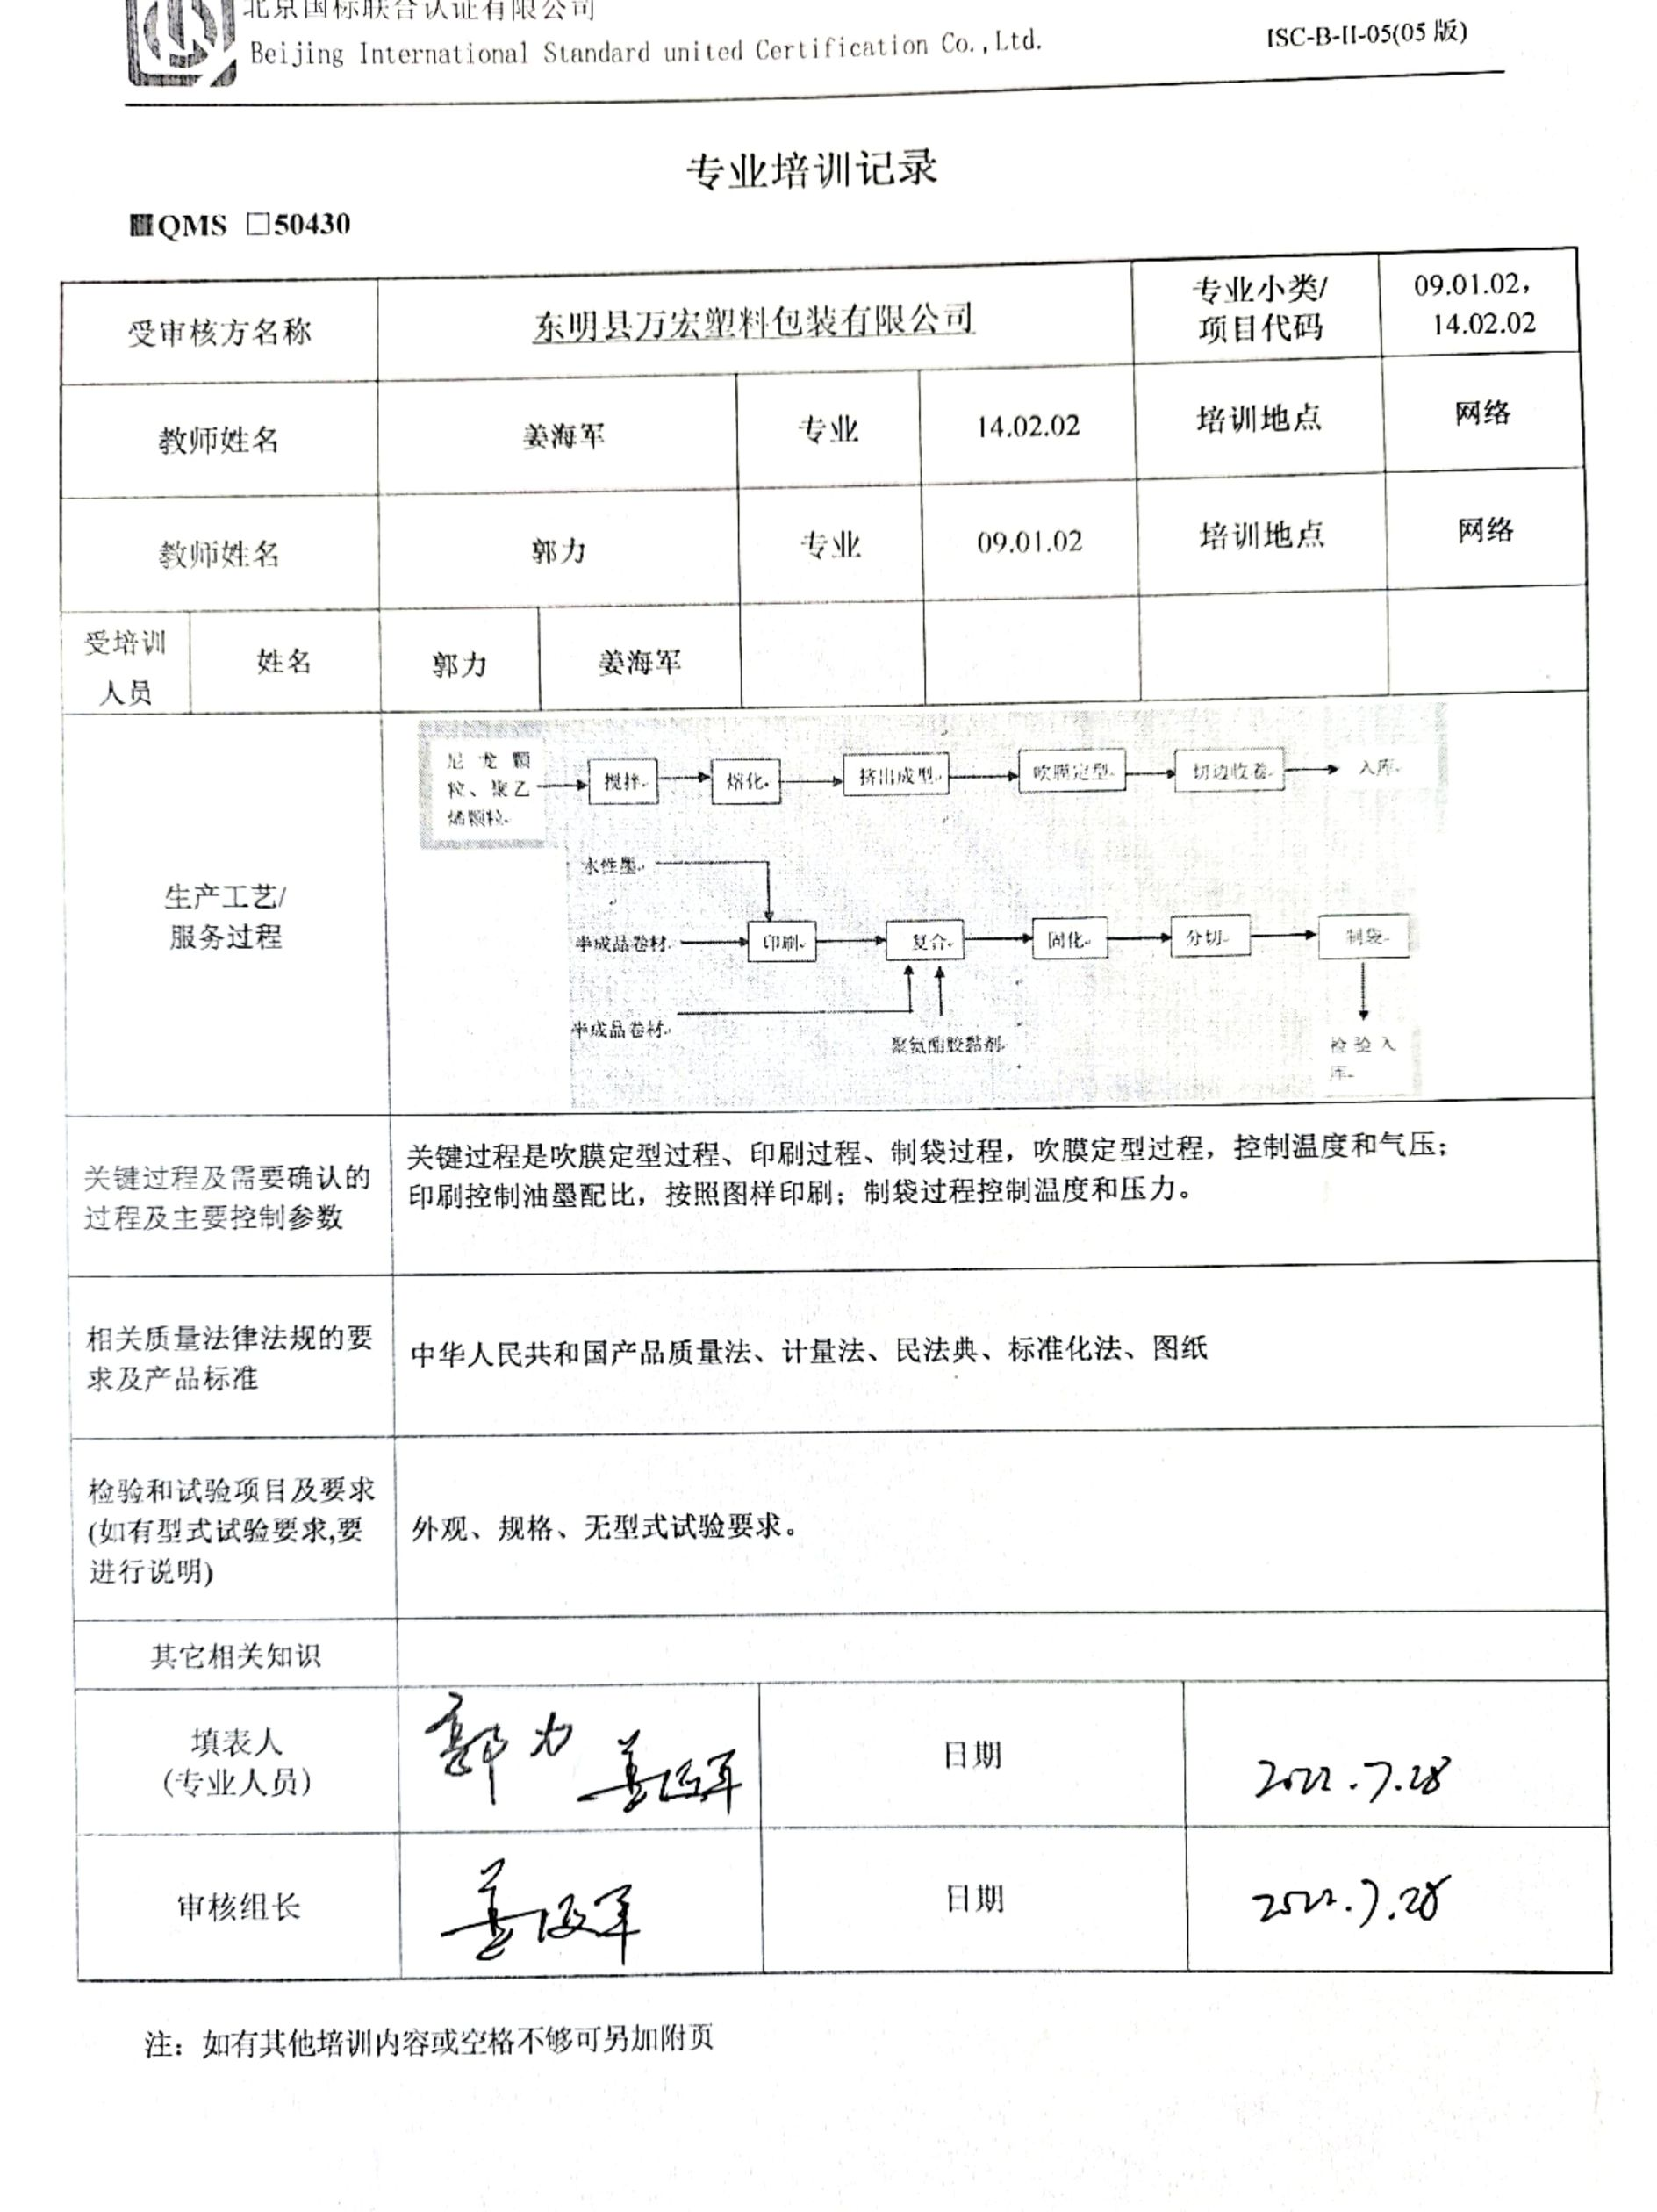 北京国标联合认证有限公司
Beijing International Standard united Certification Co.,Ltd.
ISC-B-II-05(05 版)
专业培训记录
QMS □50430
受审核方名称
东明县万宏塑料包装有限公司
专业小类/
项目代码
09.01.02,
14.02.02
教师姓名
姜海军
专业
14.02.02
培训地点
网络
教师姓名
郭力
专业
09.01.02
培训地点
网络
受培训
人员
姓名
郭力
姜海军
生产工艺/
服务过程
尼龙颗
粒、聚乙
烯颗粒
搅拌
熔化
挤出成型
吹膜定型
切边收卷
入库
水性墨
半成品卷材
印刷
复合
固化
分切
制袋
半成品卷材
聚氨酯胶黏剂
检验入
库
关键过程及需要确认的
过程及主要控制参数
关键过程是吹膜定型过程、印刷过程、制袋过程，吹膜定型过程，控制温度和气压；
印刷控制油墨配比，按照图样印刷；制袋过程控制温度和压力。
相关质量法律法规的要
求及产品标准
中华人民共和国产品质量法、计量法、民法典、标准化法、图纸
检验和试验项目及要求
(如有型式试验要求,要
进行说明)
外观、规格、无型式试验要求。
其它相关知识
填表人
(专业人员)
郭力 姜海军
日期
2022.7.28
审核组长
姜海军
日期
2022.7.28
注：如有其他培训内容或空格不够可另加附页